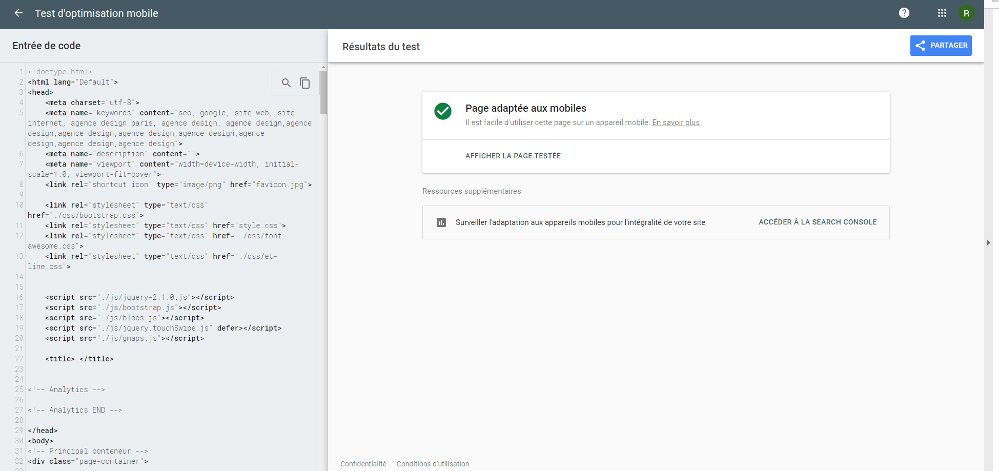 Test d'optimisation mobile
?
R
Entrée de code
Résultats du test
PARTAGER
1 <!doctype html>
2 <html lang="Default">
3 <head>
4 <meta charset="utf-8">
5 <meta name="keywords" content="seo, google, site web, site
internet, agence design paris, agence design, agence design,agence
design,agence design,agence design,agence design,agence
design,agence design,agence design">
6 <meta name="description" content="">
7 <meta name="viewport" content="width=device-width, initial-
scale=1.0, viewport-fit=cover">
8 <link rel="shortcut icon" type="image/png" href="favicon.jpg">
9
10 <link rel="stylesheet" type="text/css"
href="./css/bootstrap.css">
11 <link rel="stylesheet" type="text/css" href="style.css">
12 <link rel="stylesheet" type="text/css" href="./css/font-
awesome.css">
13 <link rel="stylesheet" type="text/css" href="./css/et-
line.css">
14
15
16 <script src="./js/jquery-2.1.0.js"></script>
17 <script src="./js/bootstrap.js"></script>
18 <script src="./js/blocs.js"></script>
19 <script src="./js/jquery.touchSwipe.js" defer></script>
20 <script src="./js/gmaps.js"></script>
21
22 <title>.</title>
23
24
25 <!-- Analytics -->
26
27 <!-- Analytics END -->
28
29 </head>
30 <body>
31 <!-- Principal conteneur -->
32 <div class="page-container">
Page adaptée aux mobiles
Il est facile d'utiliser cette page sur un appareil mobile. En savoir plus
AFFICHER LA PAGE TESTÉE
Ressources supplémentaires
Surveiller l'adaptation aux appareils mobiles pour l'intégralité de votre site
ACCÉDER À LA SEARCH CONSOLE
Confidentialité Conditions d'utilisation